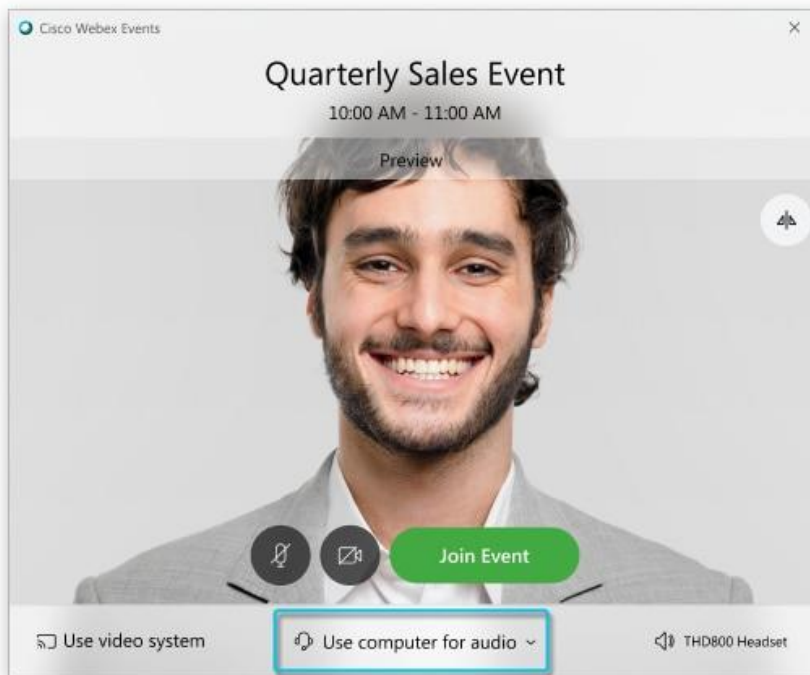 Cisco Webex Events
Quarterly Sales Event
10:00 AM - 11:00 AM
Preview
Join Event
Use video system
Use computer for audio
THD800 Headset